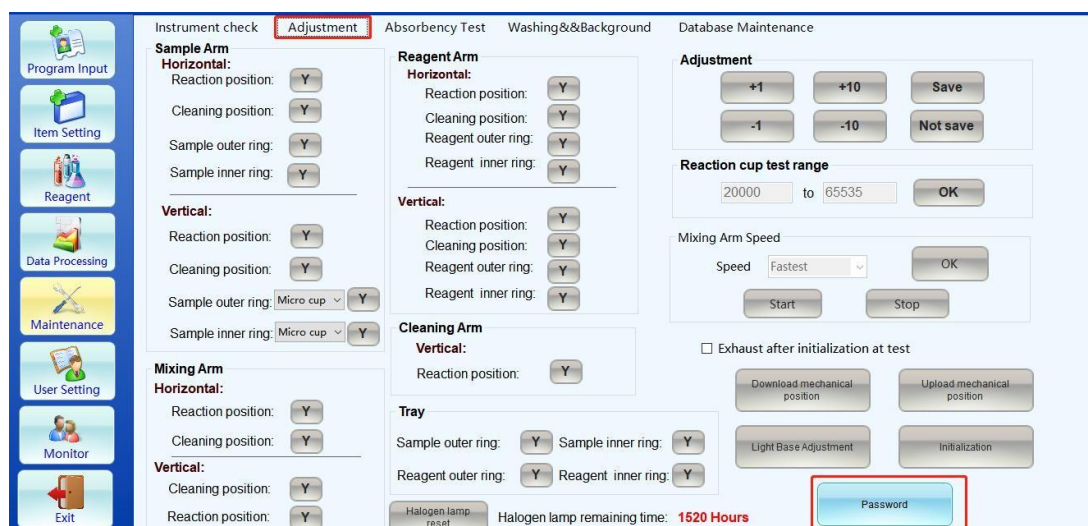 Program Input
Item Setting
Reagent
Data Processing
Maintenance
User Setting
Monitor
Exit
Instrument check Adjustment Absorbency Test Washing&&Background Database Maintenance
Sample Arm
Horizontal:
Reaction position: Y
Cleaning position: Y
Sample outer ring: Y
Sample inner ring: Y
Vertical:
Reaction position: Y
Cleaning position: Y
Sample outer ring: Micro cup Y
Sample inner ring: Micro cup Y
Mixing Arm
Horizontal:
Reaction position: Y
Cleaning position: Y
Vertical:
Cleaning position: Y
Reaction position: Y
Reagent Arm
Horizontal:
Reaction position: Y
Cleaning position: Y
Reagent outer ring: Y
Reagent inner ring: Y
Vertical:
Reaction position: Y
Cleaning position: Y
Reagent outer ring: Y
Reagent inner ring: Y
Cleaning Arm
Vertical:
Reaction position: Y
Tray
Sample outer ring: Y Sample inner ring: Y
Reagent outer ring: Y Reagent inner ring: Y
Halogen lamp
reset
Halogen lamp remaining time: 1520 Hours
Adjustment
+1 +10 Save
-1 -10 Not save
Reaction cup test range
20000 to 65535 OK
Mixing Arm Speed
Speed Fastest OK
Start Stop
Exhaust after initialization at test
Download mechanical
position
Upload mechanical
position
Light Base Adjustment Initialization
Password